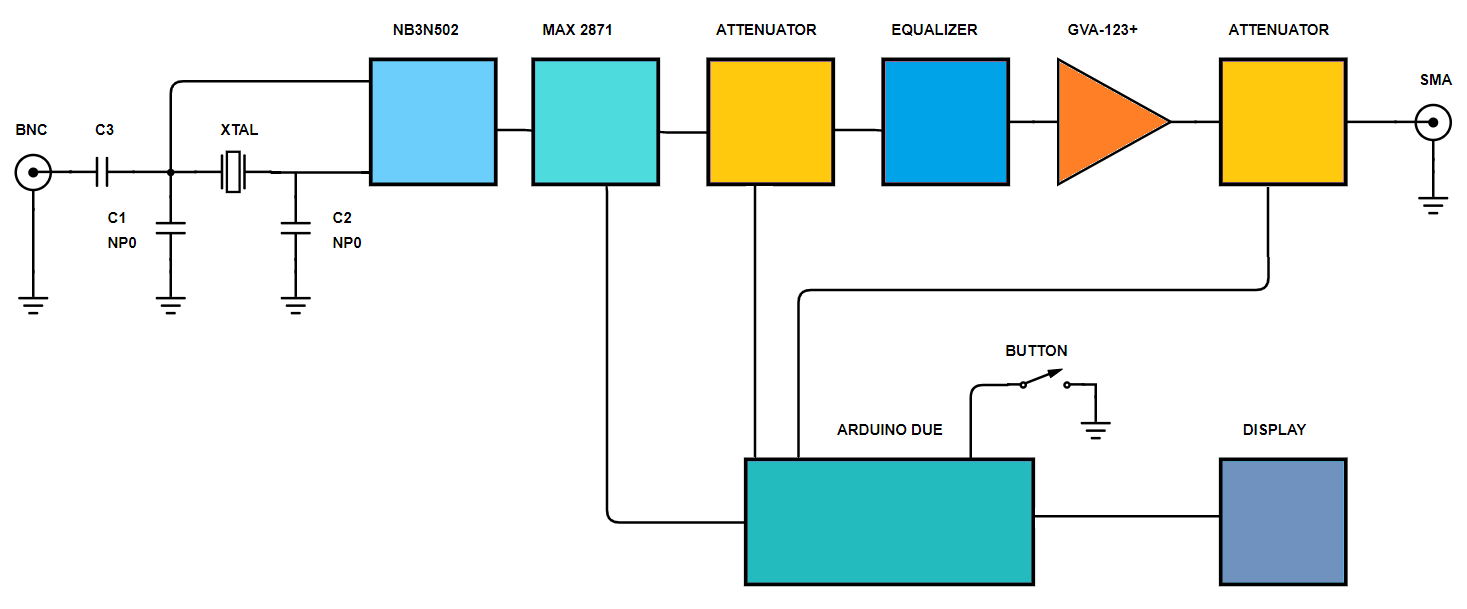 NB3N502
MAX 2871
ATTENUATOR
EQUALIZER
GVA-123+
ATTENUATOR
SMA
BNC
C3
XTAL
C1
NP0
C2
NP0
BUTTON
ARDUINO DUE
DISPLAY